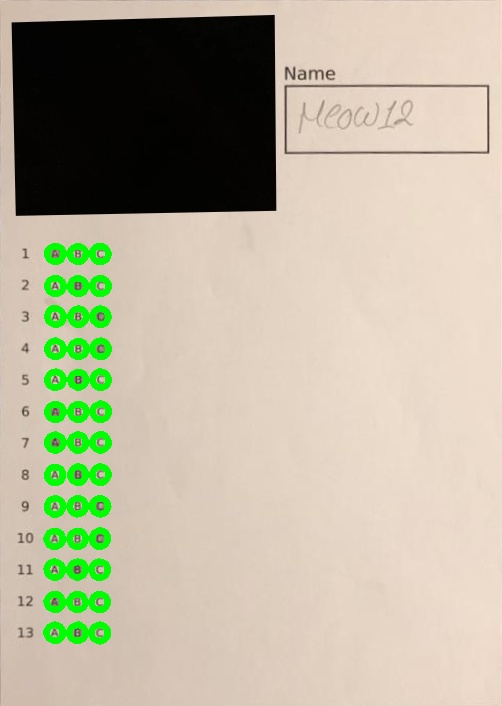 Name
Meow12
1 A B C
2 A B C
3 A B C
4 A B C
5 A B C
6 A B C
7 A B C
8 A B C
9 A B C
10 A B C
11 A B C
12 A B C
13 A B C